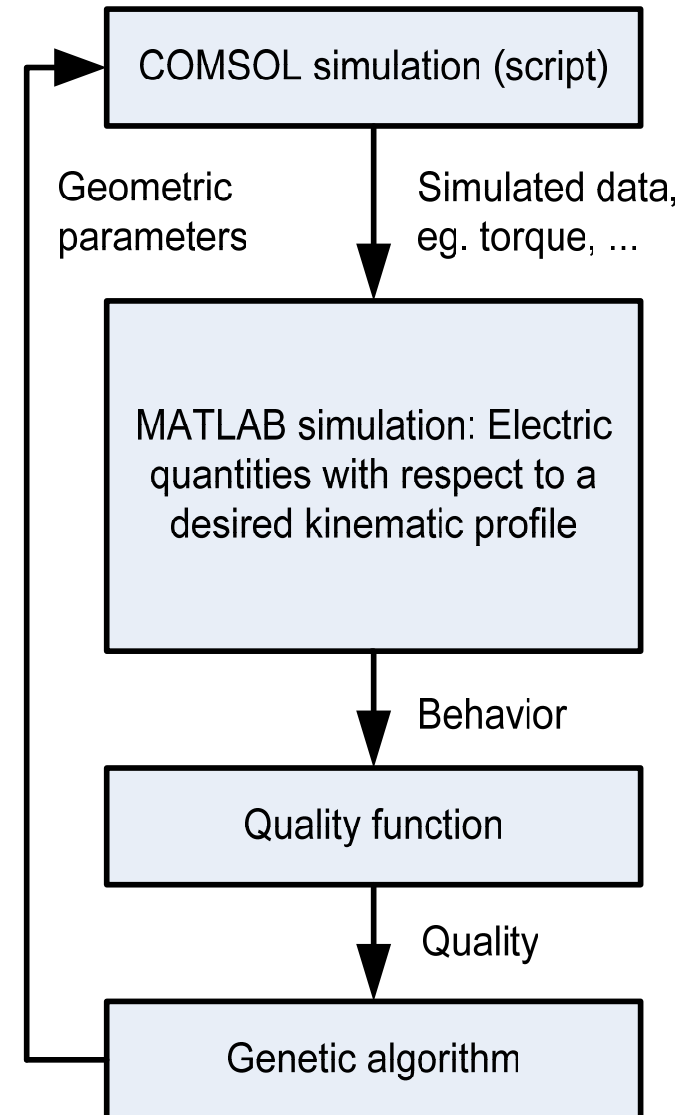 COMSOL simulation (script)
Geometric
parameters
Simulated data,
eg. torque, ...
MATLAB simulation: Electric
quantities with respect to a
desired kinematic profile
Behavior
Quality function
Quality
Genetic algorithm